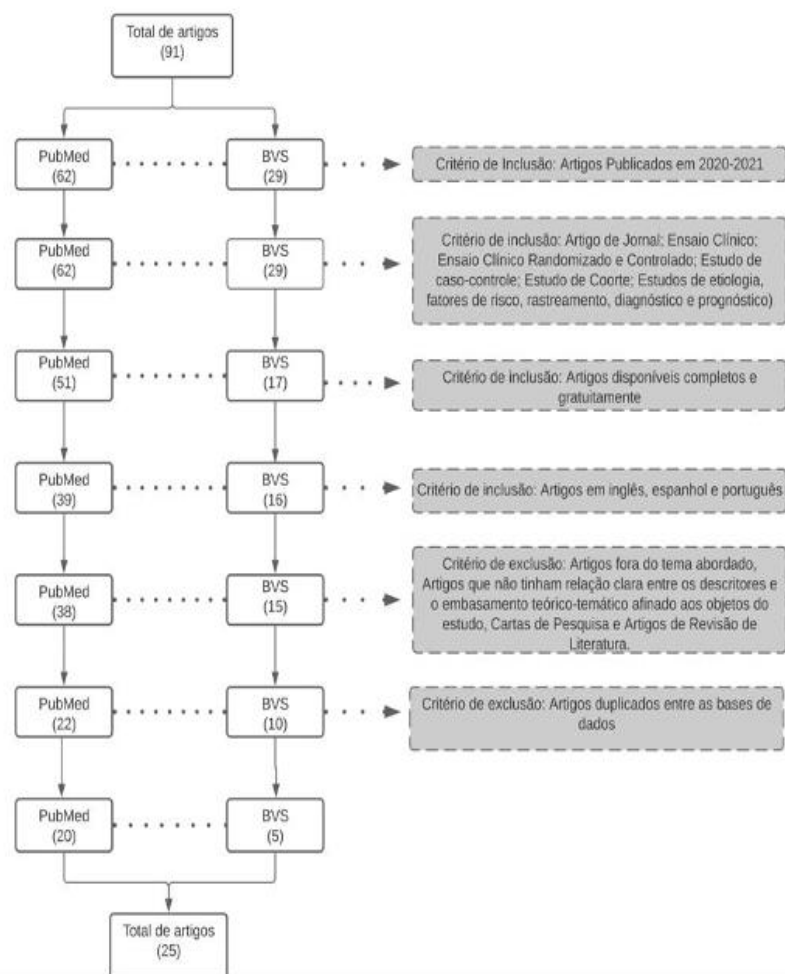 Total de artigos
(91)
PubMed
(62)
BVS
(29)
Critério de Inclusão: Artigos Publicados em 2020-2021
PubMed
(62)
BVS
(29)
Critério de inclusão: Artigo de Jornal; Ensaio Clínico;
Ensaio Clínico Randomizado e Controlado; Estudo de
caso-controle; Estudo de Coorte; Estudos de etiologia,
fatores de risco, rastreamento, diagnóstico e prognóstico)
PubMed
(51)
BVS
(17)
Critério de inclusão: Artigos disponíveis completos e
gratuitamente
PubMed
(39)
BVS
(16)
Critério de inclusão: Artigos em inglês, espanhol e português
PubMed
(38)
BVS
(15)
Critério de exclusão: Artigos fora do tema abordado,
Artigos que não tinham relação clara entre os descritores e
o embasamento teórico-temático afinado aos objetos do
estudo, Cartas de Pesquisa e Artigos de Revisão de
Literatura.
PubMed
(22)
BVS
(10)
Critério de exclusão: Artigos duplicados entre as bases de
dados
PubMed
(20)
BVS
(5)
Total de artigos
(25)